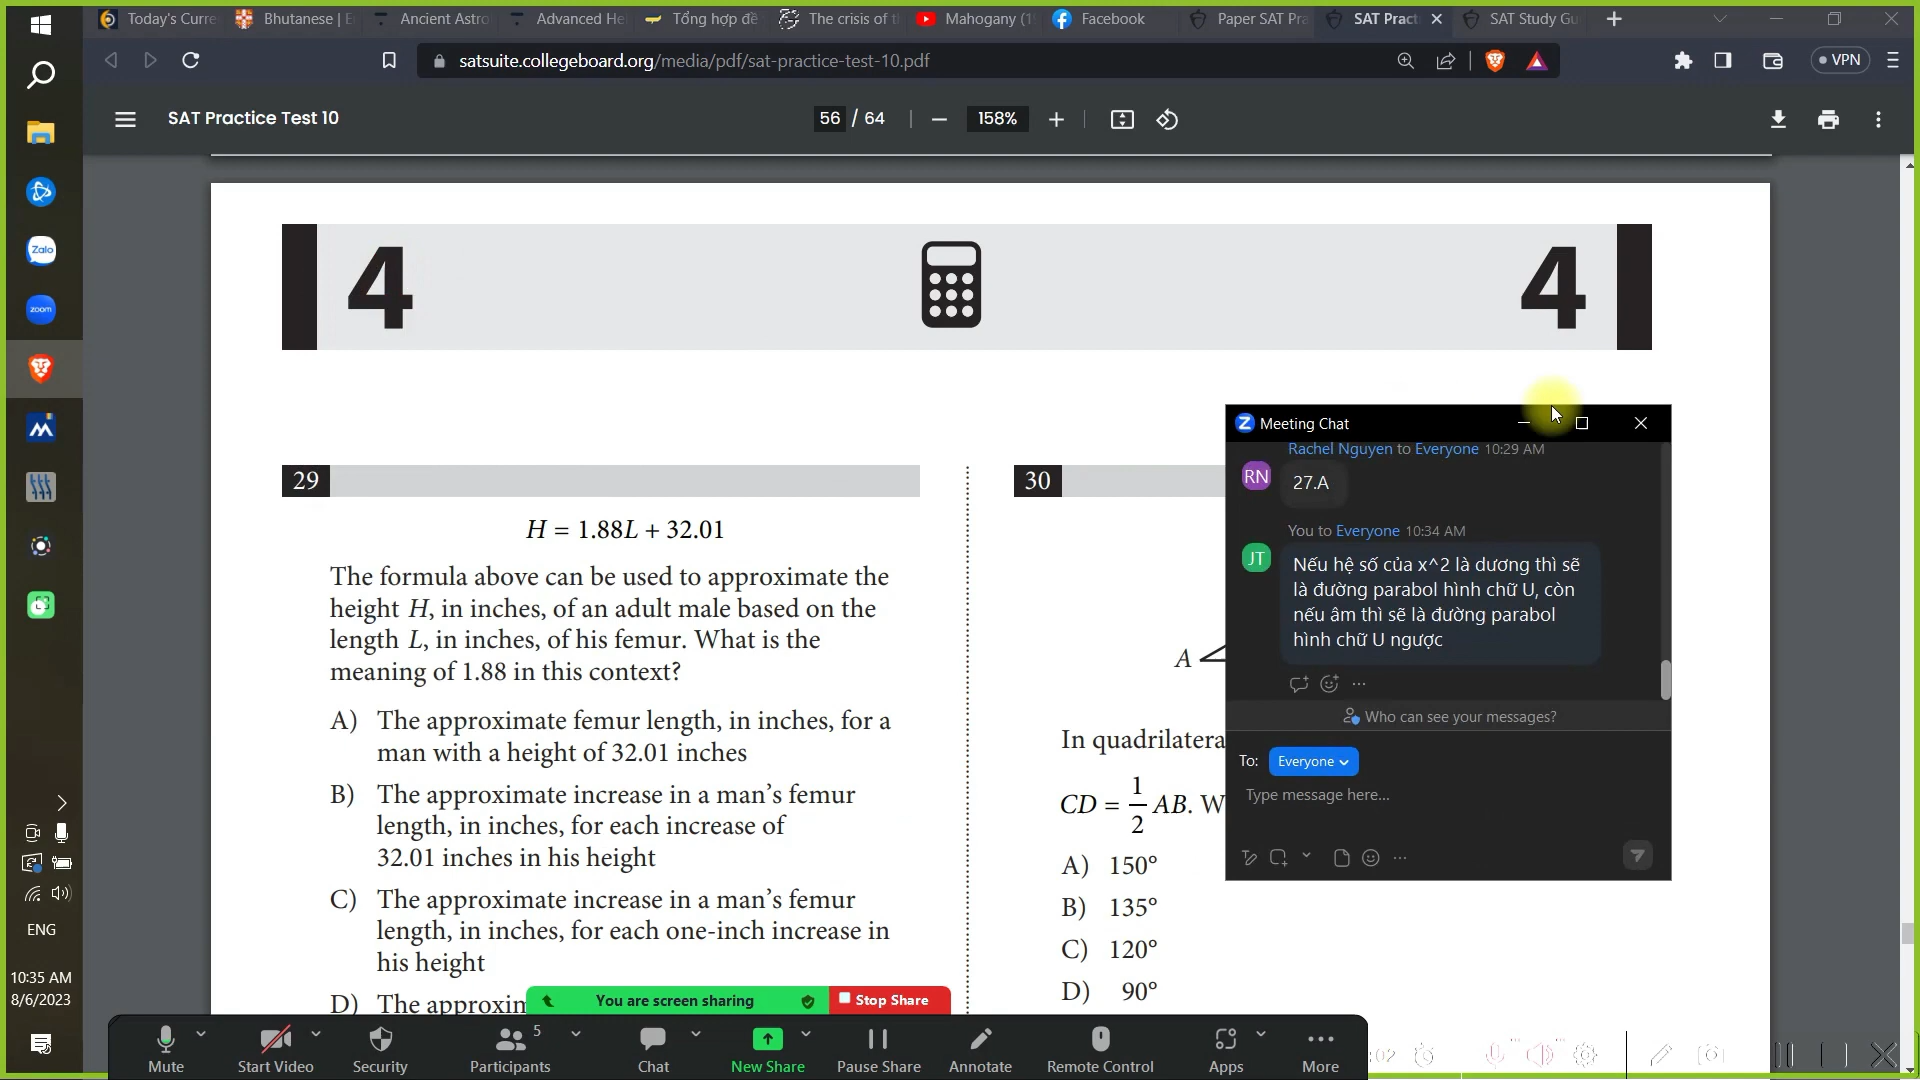 Today's Curre
Bhutanese | E
Ancient Astro
Advanced He
Tổng hợp đề
The crisis of t
Mahogany (1
Facebook
Paper SAT Pra
SAT Pract
SAT Study Gu
satsuite.collegeboard.org/media/pdf/sat-practice-test-10.pdf
VPN
SAT Practice Test 10
56 / 64
158%
Zalo
zoom
4
4
29
H = 1.88L + 32.01
The formula above can be used to approximate the
height H, in inches, of an adult male based on the
length L, in inches, of his femur. What is the
meaning of 1.88 in this context?
A) The approximate femur length, in inches, for a
man with a height of 32.01 inches
B) The approximate increase in a man's femur
length, in inches, for each increase of
32.01 inches in his height
C) The approximate increase in a man's femur
length, in inches, for each one-inch increase in
his height
D) The approxim
30
A
In quadrilatera
CD = 1/2 AB. W
A) 150°
B) 135°
C) 120°
D) 90°
Meeting Chat
Rachel Nguyen to Everyone 10:29 AM
RN
27.A
You to Everyone 10:34 AM
JT
Nếu hệ số của x^2 là dương thì sẽ
là đường parabol hình chữ U, còn
nếu âm thì sẽ là đường parabol
hình chữ U ngược
Who can see your messages?
To: Everyone
Type message here...
ENG
10:35 AM
8/6/2023
You are screen sharing
Stop Share
Mute
Start Video
Security
Participants
5
Chat
New Share
Pause Share
Annotate
Remote Control
Apps
More